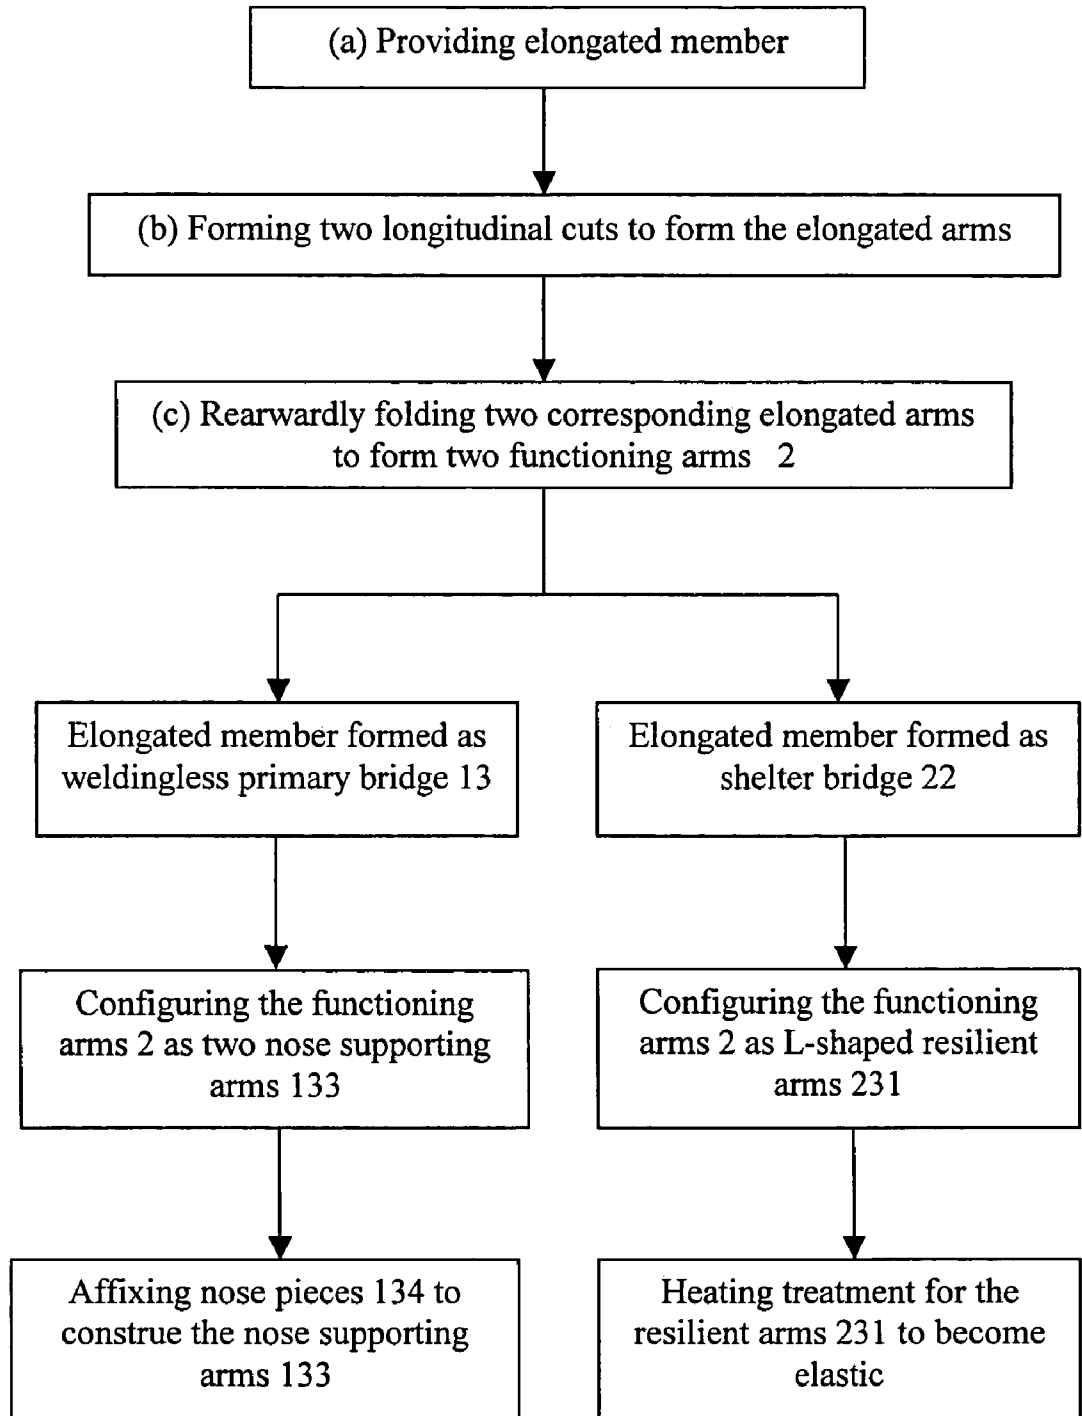 (a) Providing elongated member
(b) Forming two longitudinal cuts to form the elongated arms
(c) Rearwardly folding two corresponding elongated arms
to form two functioning arms 2
Elongated member formed as
weldingless primary bridge 13
Configuring the functioning
arms 2 as two nose supporting
arms 133
Affixing nose pieces 134 to
construe the nose supporting
arms 133
Elongated member formed as
shelter bridge 22
Configuring the functioning
arms 2 as L-shaped resilient
arms 231
Heating treatment for the
resilient arms 231 to become
elastic